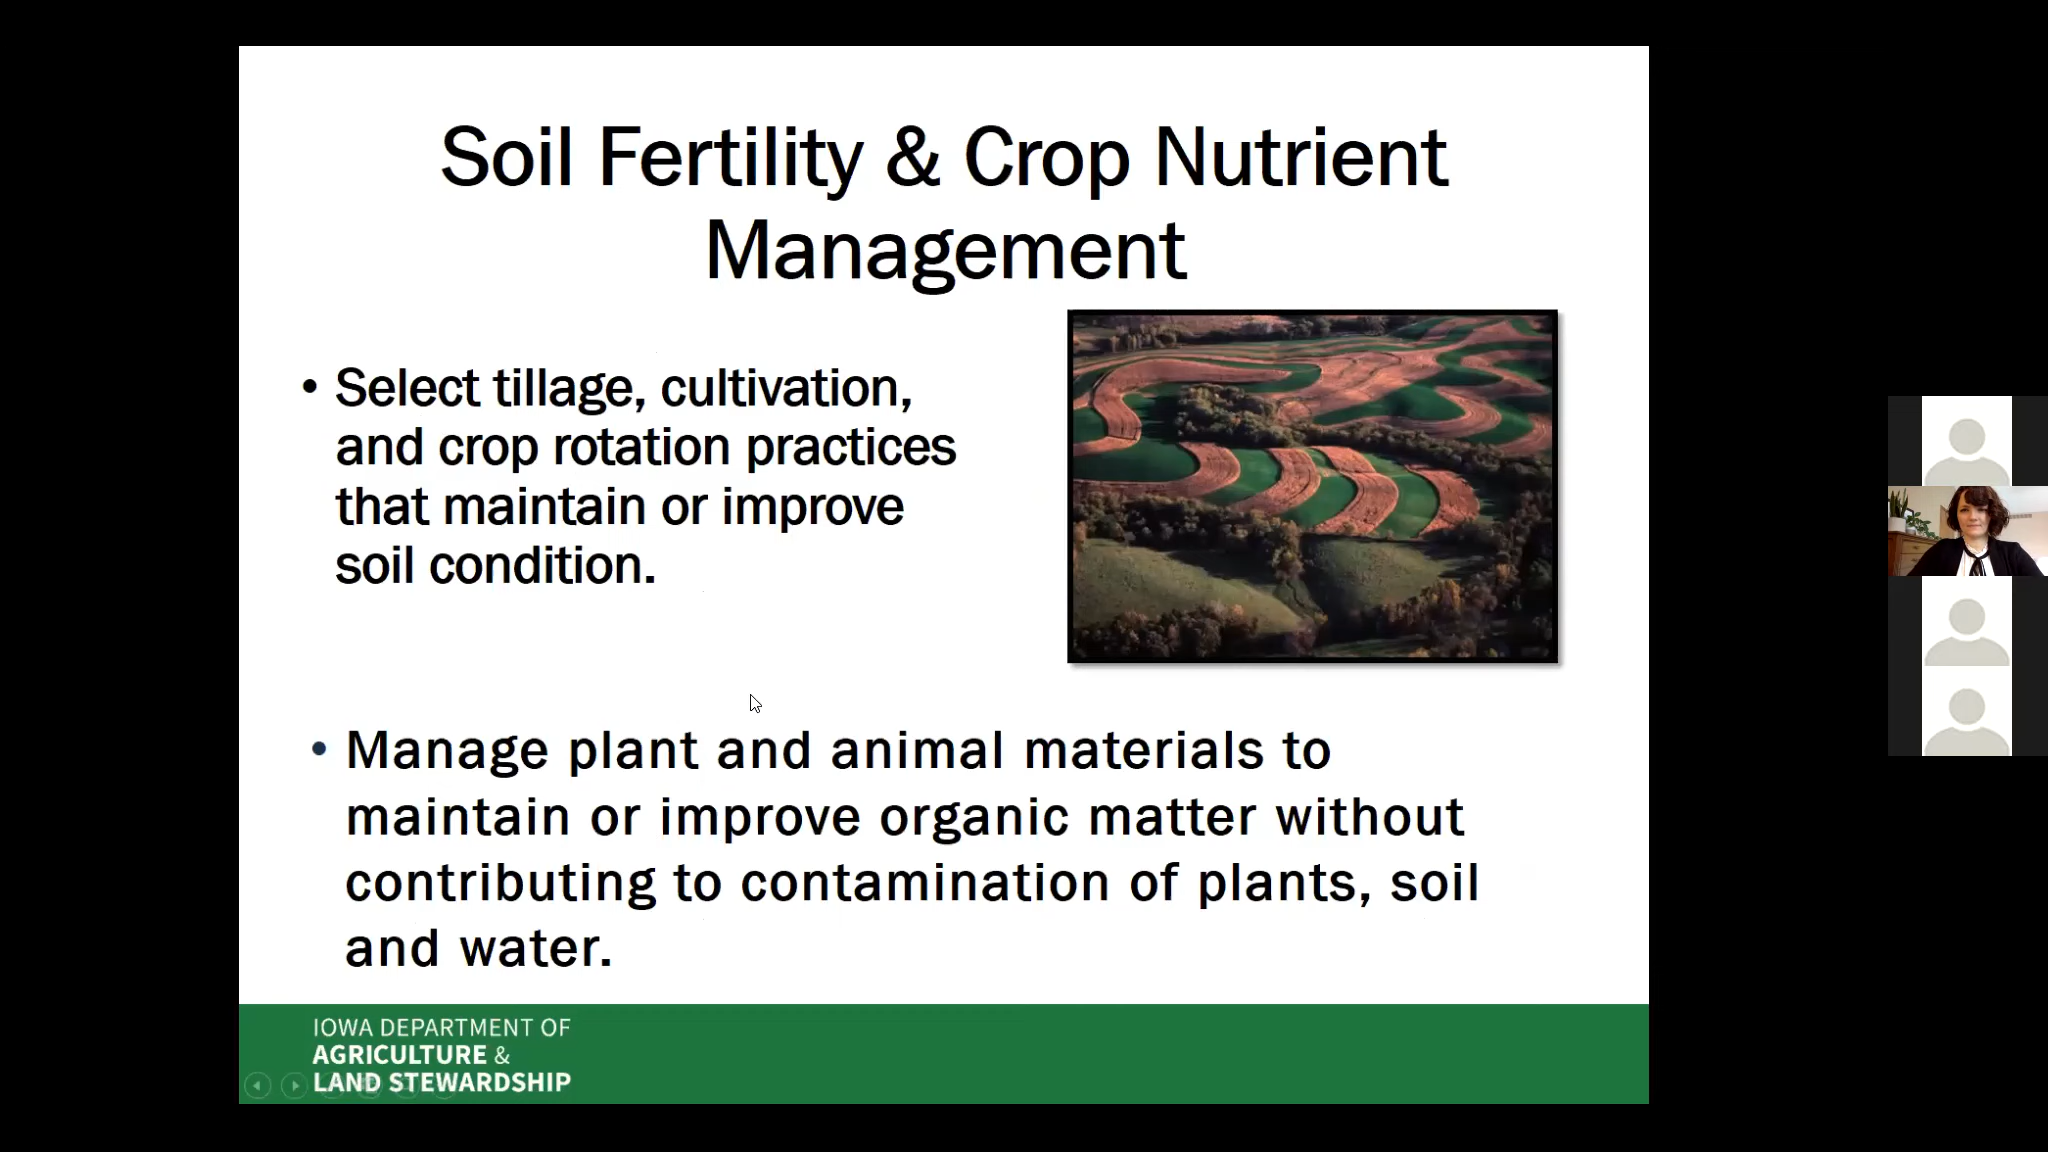 Soil Fertility & Crop Nutrient
Management
• Select tillage, cultivation,
and crop rotation practices
that maintain or improve
soil condition.
• Manage plant and animal materials to
maintain or improve organic matter without
contributing to contamination of plants, soil
and water.
IOWA DEPARTMENT OF
AGRICULTURE &
LAND STEWARDSHIP